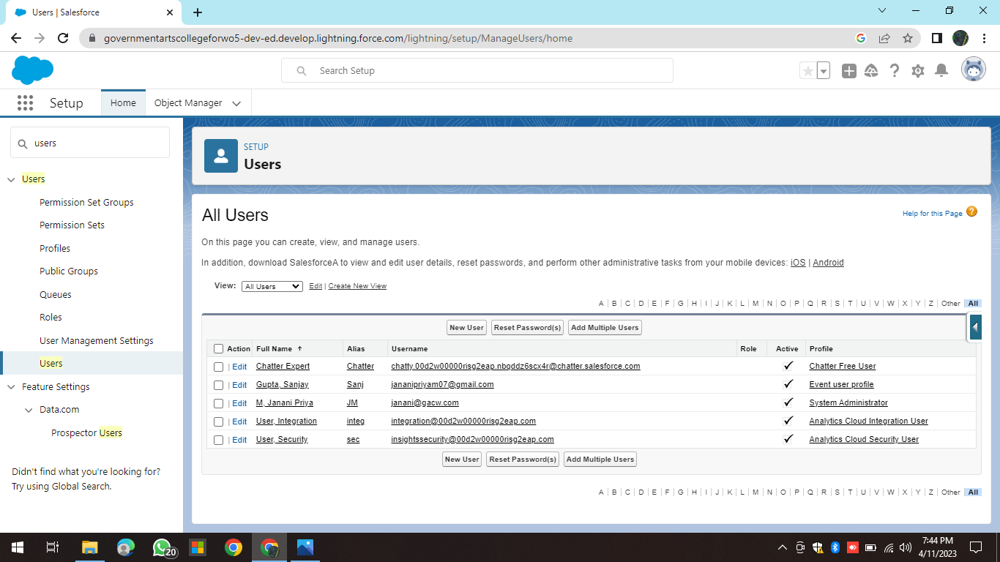 Users | Salesforce
governmentartscollegeforwo5-dev-ed.develop.lightning.force.com/lightning/setup/ManageUsers/home
Search Setup
Setup Home Object Manager
users
Users
Permission Set Groups
Permission Sets
Profiles
Public Groups
Queues
Roles
User Management Settings
Users
Feature Settings
Data.com
Prospector Users
Didn't find what you're looking for?
Try using Global Search.
SETUP
Users
All Users
Help for this Page ?
On this page you can create, view, and manage users.
In addition, download SalesforceA to view and edit user details, reset passwords, and perform other administrative tasks from your mobile devices: iOS | Android
View: All Users Edit | Create New View
A | B | C | D | E | F | G | H | I | J | K | L | M | N | O | P | Q | R | S | T | U | V | W | X | Y | Z | Other All
New User Reset Password(s) Add Multiple Users
Action Full Name ↑ Alias Username Role Active Profile
| Edit Chatter Expert Chatter chatty.00d2w00000risg2eap.nbqddz6scx4r@chatter.salesforce.com ✓ Chatter Free User
| Edit Gupta, Sanjay Sanj jananipriyam07@gmail.com ✓ Event user profile
| Edit M, Janani Priya JM janani@gacw.com ✓ System Administrator
| Edit User, Integration integ integration@00d2w00000risg2eap.com ✓ Analytics Cloud Integration User
| Edit User, Security sec insightssecurity@00d2w00000risg2eap.com ✓ Analytics Cloud Security User
New User Reset Password(s) Add Multiple Users
A | B | C | D | E | F | G | H | I | J | K | L | M | N | O | P | Q | R | S | T | U | V | W | X | Y | Z | Other All
20
7:44 PM
4/11/2023